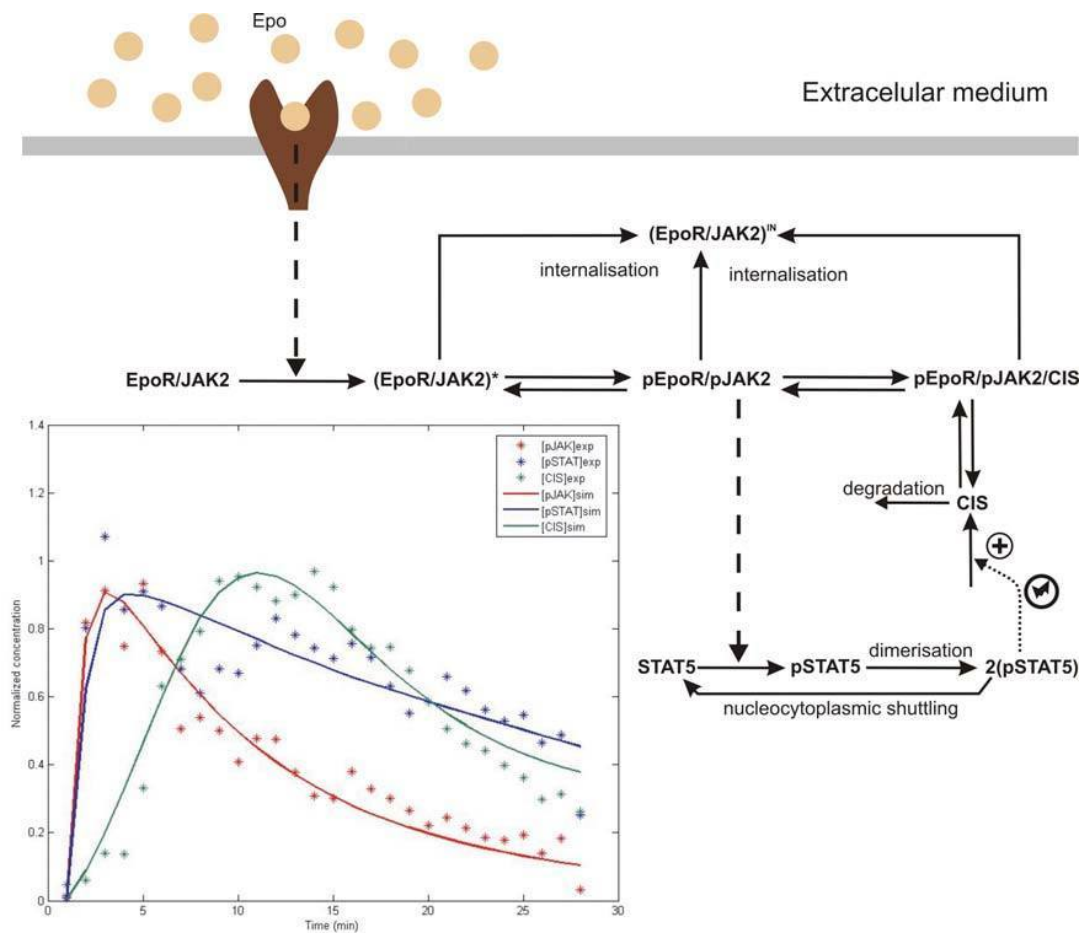 Epo
Extracelular medium
(EpoR/JAK2)IN
internalisation
internalisation
EpoR/JAK2
(EpoR/JAK2)*
pEpoR/pJAK2
pEpoR/pJAK2/CIS
degradation
CIS
+
STAT5
pSTAT5
dimerisation
2(pSTAT5)
nucleocytoplasmic shuttling
[pJAK]exp
[pSTAT]exp
[CIS]exp
[pJAK]sim
[pSTAT]sim
[CIS]sim
Normalized concentration
1.4
1.2
1
0.8
0.6
0.4
0.2
0
0 5 10 15 20 25 30
Time (min)